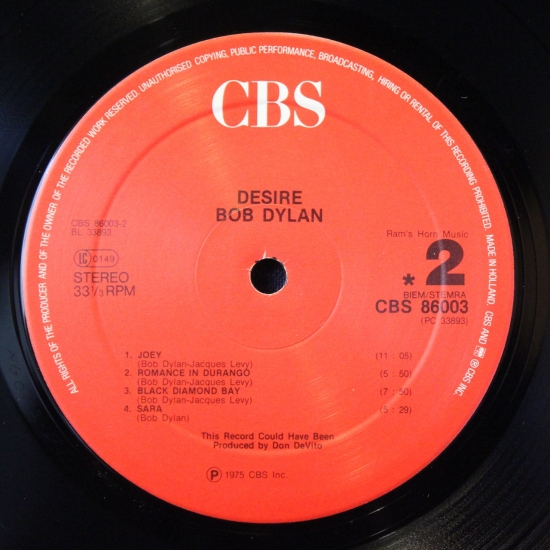 ALL RIGHTS OF THE PRODUCER AND OF THE OWNER OF THE RECORDED WORK RESERVED. UNAUTHORISED COPYING, PUBLIC PERFORMANCE, BROADCASTING, HIRING OR RENTAL OF THIS RECORD PROHIBITED. MADE IN HOLLAND. CBS AND ® CBS INC.
CBS
DESIRE
BOB DYLAN
CBS 86003-2
BL 33893
Ram's Horn Music
LC 0149
STEREO
33⅓ RPM
* 2
BIEM/STEMRA
CBS 86003
(PC 33893)
1. JOEY (11 : 05)
(Bob Dylan-Jacques Levy)
2. ROMANCE IN DURANGO (5 : 50)
(Bob Dylan-Jacques Levy)
3. BLACK DIAMOND BAY (7 : 50)
(Bob Dylan-Jacques Levy)
4. SARA (5 : 29)
(Bob Dylan)
This Record Could Have Been
Produced by Don DeVito
℗ 1975 CBS Inc.